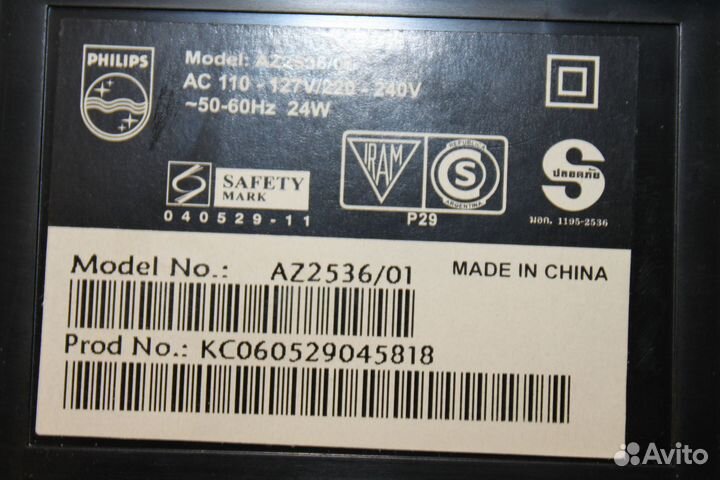 PHILIPS
Model: AZ2536/01
AC 110 - 127V/220 - 240V
~50-60Hz 24W
SAFETY
MARK
040529-11
IRAM
REPUBLICA
S
ARGENTINA
P29
S
ปลอดภัย
มอก. 1195-2536
Model No.: AZ2536/01
MADE IN CHINA
Prod No.: KC060529045818
Avito